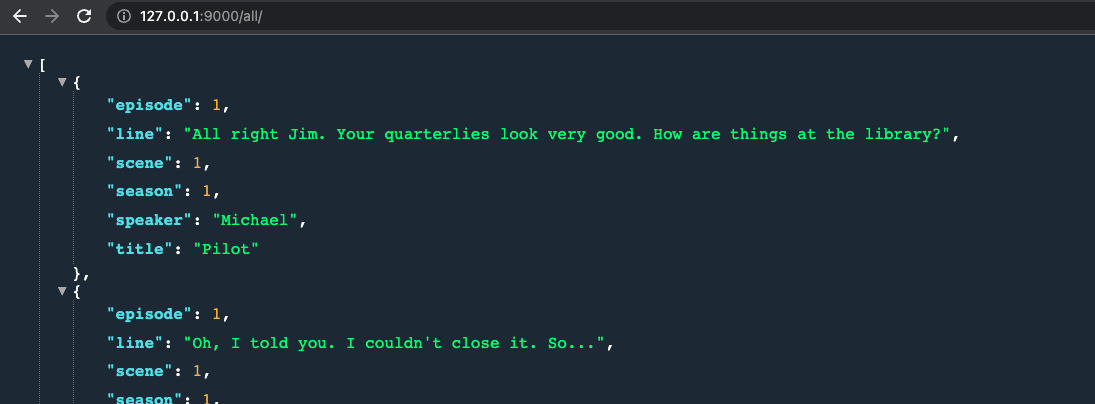 127.0.0.1:9000/all/
[
{
"episode": 1,
"line": "All right Jim. Your quarterlies look very good. How are things at the library?",
"scene": 1,
"season": 1,
"speaker": "Michael",
"title": "Pilot"
},
{
"episode": 1,
"line": "Oh, I told you. I couldn't close it. So...",
"scene": 1,
"season": 1,